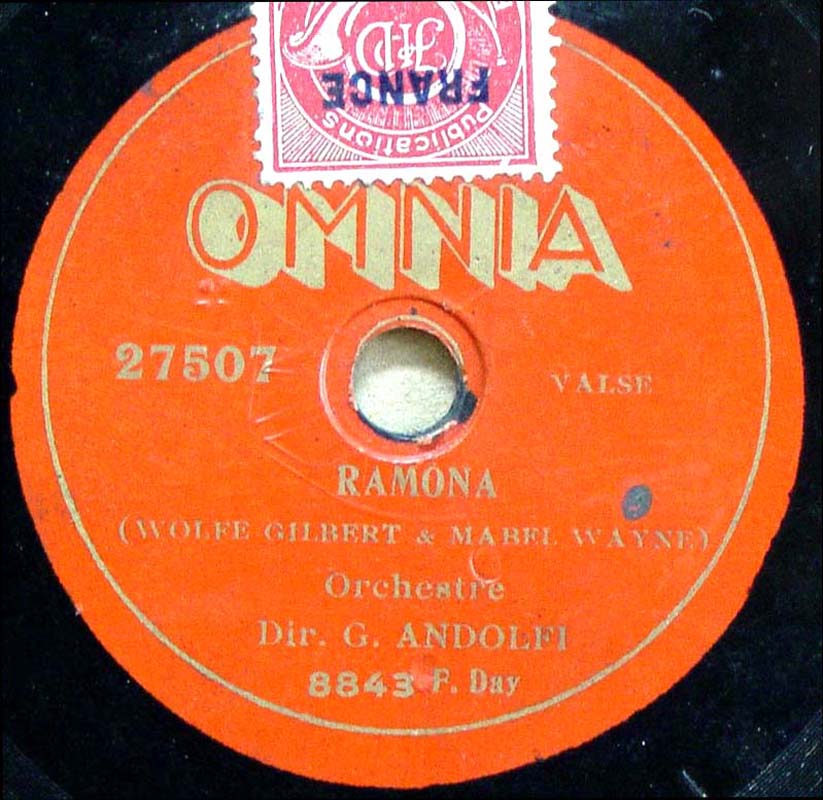 FRANCE
Publications
OMNIA
27507
VALSE
RAMONA
(WOLFE GILBERT & MABEL WAYNE)
Orchestre
Dir. G. ANDOLFI
8843 F. Day